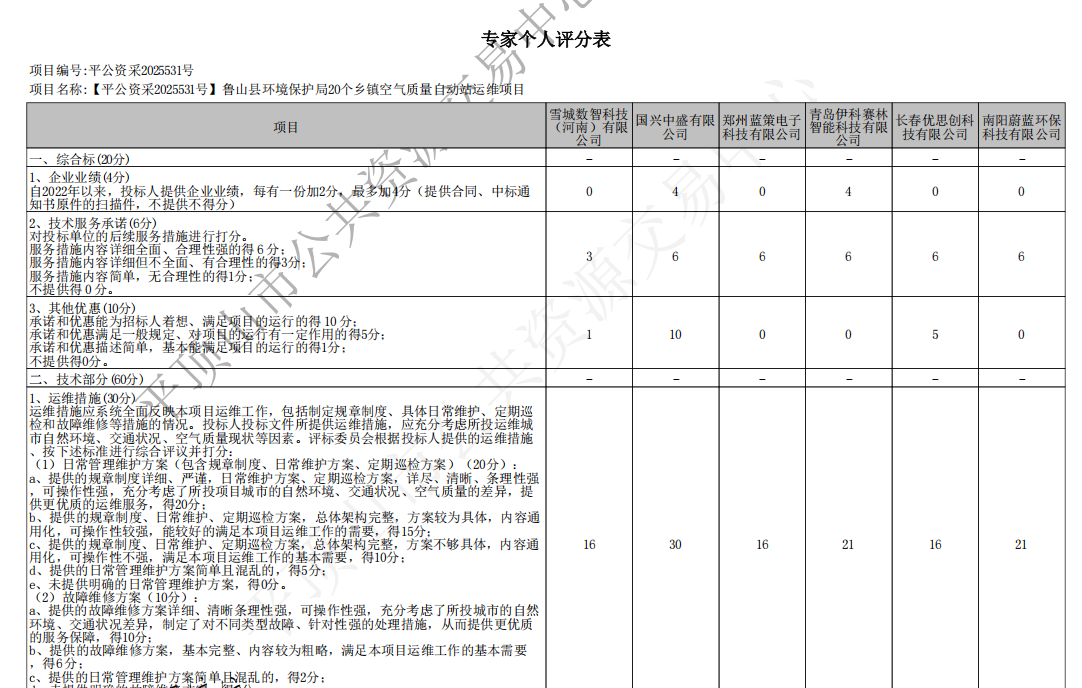 专家个人评分表
项目编号:平公资采2025531号
项目名称:【平公资采2025531号】鲁山县环境保护局20个乡镇空气质量自动站运维项目
项目 雪城数智科技（河南）有限公司 国兴中盛有限公司 郑州蓝策电子科技有限公司 青岛伊科赛林智能科技有限公司 长春优思创科技有限公司 南阳蔚蓝环保科技有限公司
一、综合标(20分) － － － － － －
1、企业业绩(4分)
自2022年以来，投标人提供企业业绩，每有一份加2分，最多加4分（提供合同、中标通
知书原件的扫描件，不提供不得分）
0 4 0 4 0 0
2、技术服务承诺(6分)
对投标单位的后续服务措施进行打分。
服务措施内容详细全面、合理性强的得６分；
服务措施内容详细但不全面、有合理性的得3分；
服务措施内容简单，无合理性的得1分；
不提供得０分。
3 6 6 6 6 6
3、其他优惠(10分)
承诺和优惠能为招标人着想、满足项目的运行的得10分；
承诺和优惠满足一般规定、对项目的运行有一定作用的得5分；
承诺和优惠描述简单，基本能满足项目的运行的得1分；
不提供得0分。
1 10 0 0 5 0
二、技术部分(60分) － － － － － －
1、运维措施(30分)
运维措施应系统全面反映本项目运维工作，包括制定规章制度、具体日常维护、定期巡
检和故障维修等措施的情况。投标人投标文件所提供运维措施，应充分考虑所投运维城
市自然环境、交通状况、空气质量现状等因素。评标委员会根据投标人提供的运维措施
、按下述标准进行综合评议并打分：
（1）日常管理维护方案（包含规章制度、日常维护方案、定期巡检方案）（20分）：
a、提供的规章制度详细、严谨，日常维护方案、定期巡检方案，详尽、清晰、条理性强
，可操作性强，充分考虑了所投项目城市的自然环境、交通状况、空气质量的差异，提
供更优质的运维服务，得20分；
b、提供的规章制度、日常维护、定期巡检方案，总体架构完整，方案较为具体，内容通
用化，可操作性较强，能较好的满足本项目运维工作的需要，得15分；
c、提供的规章制度、日常维护、定期巡检方案，总体架构完整，方案不够具体，内容通
用化，可操作性不强，满足本项目运维工作的基本需要，得10分；
d、提供的日常管理维护方案简单且混乱的，得5分；
e、未提供明确的日常管理维护方案，得0分。
（2）故障维修方案（10分）：
a、提供的故障维修方案详细、清晰条理性强，可操作性强，充分考虑了所投城市的自然
环境、交通状况差异，制定了对不同类型故障、针对性强的处理措施，从而提供更优质
的服务保障，得10分；
b、提供的故障维修方案，基本完整、内容较为粗略，满足本项目运维工作的基本需要
，得6分；
c、提供的日常管理维护方案简单且混乱的，得2分；
16 30 16 21 16 21
平顶山市公共资源交易中心